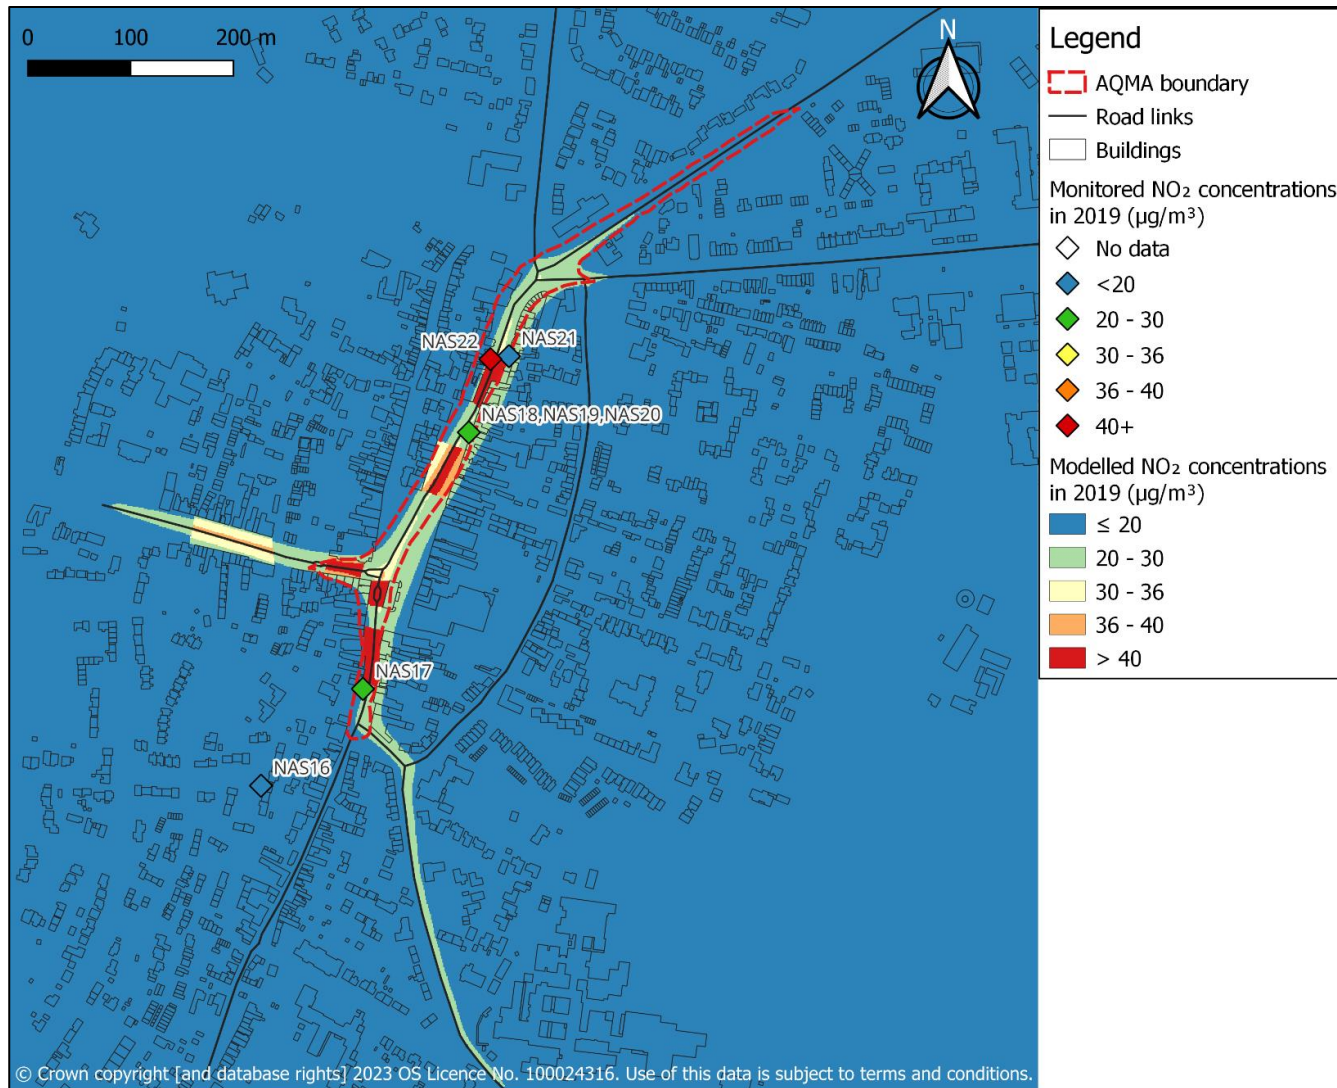 0 100 200 m
N
NAS22
NAS21
NAS18,NAS19,NAS20
NAS17
NAS16
© Crown copyright [and database rights] 2023 OS Licence No. 100024316. Use of this data is subject to terms and conditions.
Legend
AQMA boundary
Road links
Buildings
Monitored NO₂ concentrations
in 2019 (µg/m³)
No data
<20
20 - 30
30 - 36
36 - 40
40+
Modelled NO₂ concentrations
in 2019 (µg/m³)
≤ 20
20 - 30
30 - 36
36 - 40
> 40